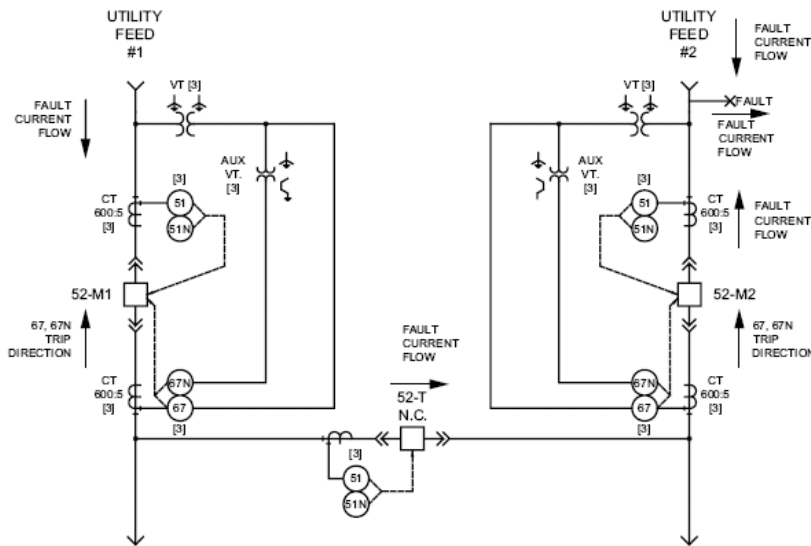 UTILITY
FEED
#1
UTILITY
FEED
#2
FAULT
CURRENT
FLOW
VT [3]
VT [3]
FAULT
FAULT
CURRENT
FLOW
FAULT
CURRENT
FLOW
AUX
VT.
[3]
AUX
VT.
[3]
CT
600:5
[3]
[3]
51
51N
[3]
51
51N
CT
600:5
[3]
FAULT
CURRENT
FLOW
52-M1
52-M2
67, 67N
TRIP
DIRECTION
FAULT
CURRENT
FLOW
67, 67N
TRIP
DIRECTION
CT
600:5
[3]
67N
67
[3]
52-T
N.C.
67N
67
[3]
CT
600:5
[3]
[3]
[3]
51
51N